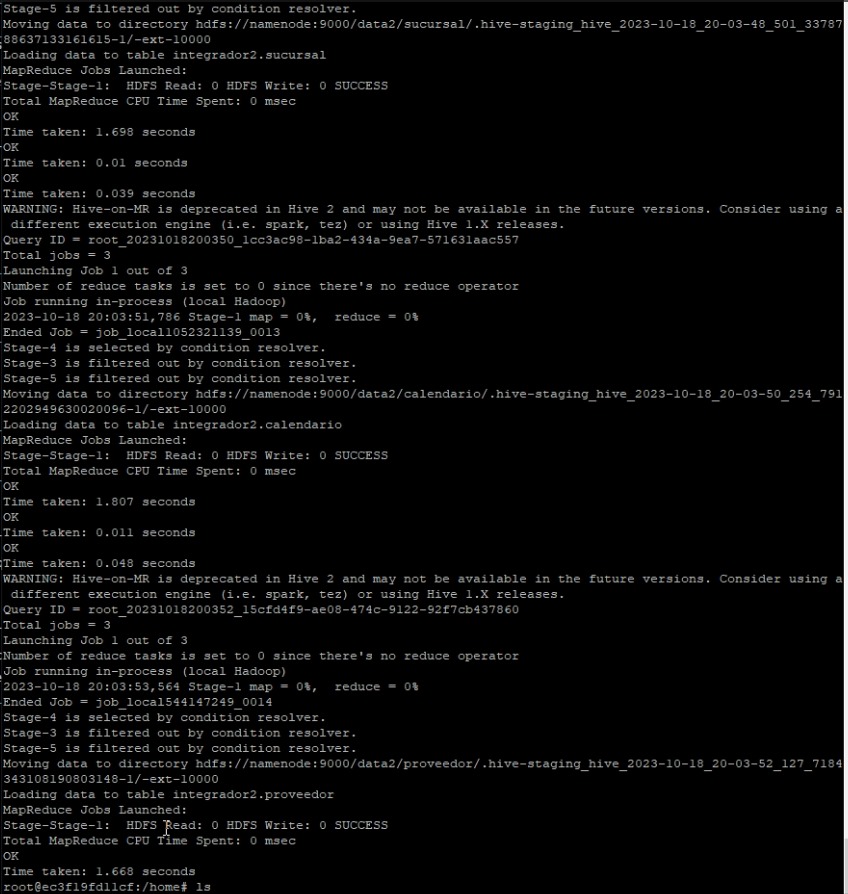 Stage-5 is filtered out by condition resolver.
Moving data to directory hdfs://namenode:9000/data2/sucursal/.hive-staging_hive_2023-10-18_20-03-48_501_33787
88637133161615-1/-ext-10000
Loading data to table integrador2.sucursal
MapReduce Jobs Launched:
Stage-Stage-1:  HDFS Read: 0 HDFS Write: 0 SUCCESS
Total MapReduce CPU Time Spent: 0 msec
OK
Time taken: 1.698 seconds
OK
Time taken: 0.01 seconds
OK
Time taken: 0.039 seconds
WARNING: Hive-on-MR is deprecated in Hive 2 and may not be available in the future versions. Consider using a
 different execution engine (i.e. spark, tez) or using Hive 1.X releases.
Query ID = root_20231018200350_1cc3ac98-1ba2-434a-9ea7-571631aac557
Total jobs = 3
Launching Job 1 out of 3
Number of reduce tasks is set to 0 since there's no reduce operator
Job running in-process (local Hadoop)
2023-10-18 20:03:51,786 Stage-1 map = 0%,  reduce = 0%
Ended Job = job_local1052321139_0013
Stage-4 is selected by condition resolver.
Stage-3 is filtered out by condition resolver.
Stage-5 is filtered out by condition resolver.
Moving data to directory hdfs://namenode:9000/data2/calendario/.hive-staging_hive_2023-10-18_20-03-50_254_791
2202949630020096-1/-ext-10000
Loading data to table integrador2.calendario
MapReduce Jobs Launched:
Stage-Stage-1:  HDFS Read: 0 HDFS Write: 0 SUCCESS
Total MapReduce CPU Time Spent: 0 msec
OK
Time taken: 1.807 seconds
OK
Time taken: 0.011 seconds
OK
Time taken: 0.048 seconds
WARNING: Hive-on-MR is deprecated in Hive 2 and may not be available in the future versions. Consider using a
 different execution engine (i.e. spark, tez) or using Hive 1.X releases.
Query ID = root_20231018200352_15cfd4f9-ae08-474c-9122-92f7cb437860
Total jobs = 3
Launching Job 1 out of 3
Number of reduce tasks is set to 0 since there's no reduce operator
Job running in-process (local Hadoop)
2023-10-18 20:03:53,564 Stage-1 map = 0%,  reduce = 0%
Ended Job = job_local544147249_0014
Stage-4 is selected by condition resolver.
Stage-3 is filtered out by condition resolver.
Stage-5 is filtered out by condition resolver.
Moving data to directory hdfs://namenode:9000/data2/proveedor/.hive-staging_hive_2023-10-18_20-03-52_127_7184
343108190803148-1/-ext-10000
Loading data to table integrador2.proveedor
MapReduce Jobs Launched:
Stage-Stage-1:  HDFS Read: 0 HDFS Write: 0 SUCCESS
Total MapReduce CPU Time Spent: 0 msec
OK
Time taken: 1.668 seconds
root@ec3f19fd11cf:/home# ls